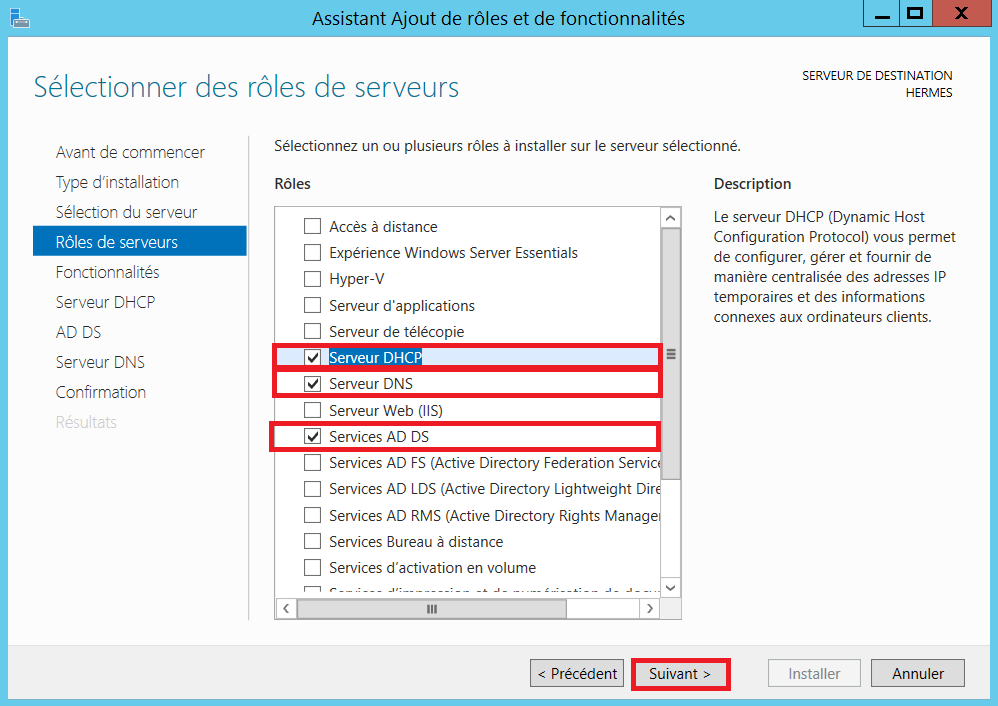 Assistant Ajout de rôles et de fonctionnalités
Sélectionner des rôles de serveurs
SERVEUR DE DESTINATION
HERMES
Avant de commencer
Type d'installation
Sélection du serveur
Rôles de serveurs
Fonctionnalités
Serveur DHCP
AD DS
Serveur DNS
Confirmation
Résultats
Sélectionnez un ou plusieurs rôles à installer sur le serveur sélectionné.
Rôles
Accès à distance
Expérience Windows Server Essentials
Hyper-V
Serveur d'applications
Serveur de télécopie
Serveur DHCP
Serveur DNS
Serveur Web (IIS)
Services AD DS
Services AD FS (Active Directory Federation Service
Services AD LDS (Active Directory Lightweight Dire
Services AD RMS (Active Directory Rights Manager
Services Bureau à distance
Services d'activation en volume
Description
Le serveur DHCP (Dynamic Host
Configuration Protocol) vous permet
de configurer, gérer et fournir de
manière centralisée des adresses IP
temporaires et des informations
connexes aux ordinateurs clients.
< Précédent
Suivant >
Installer
Annuler